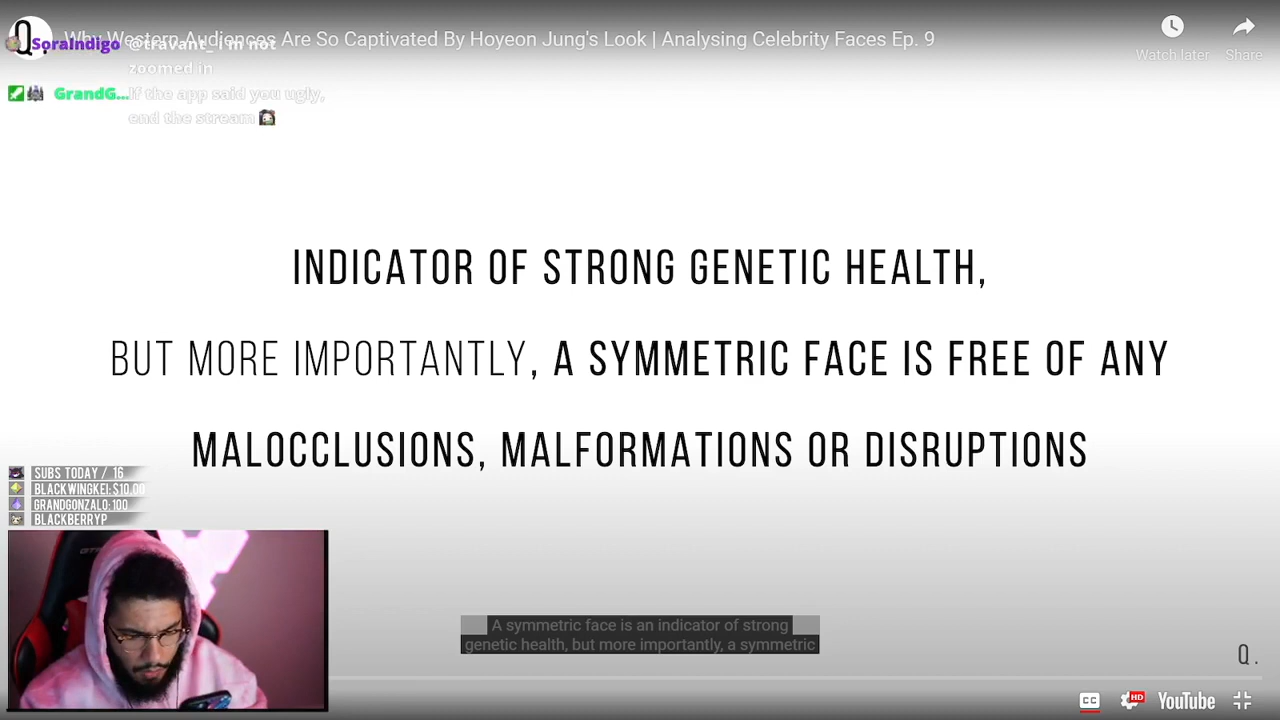 Q.
Why Western Audiences Are So Captivated By Hoyeon Jung's Look | Analysing Celebrity Faces Ep. 9
Watch later
Share
SoraIndigo @travant_ i'm not
zoomed in
GrandG... If the app said you ugly,
end the stream
INDICATOR OF STRONG GENETIC HEALTH,
BUT MORE IMPORTANTLY, A SYMMETRIC FACE IS FREE OF ANY
MALOCCLUSIONS, MALFORMATIONS OR DISRUPTIONS
SUBS TODAY / 16
BLACKWINGKEI: $10.00
GRANDGONZALO: 100
BLACKBERRYP
A symmetric face is an indicator of strong
genetic health, but more importantly, a symmetric
Q.
CC
HD
YouTube